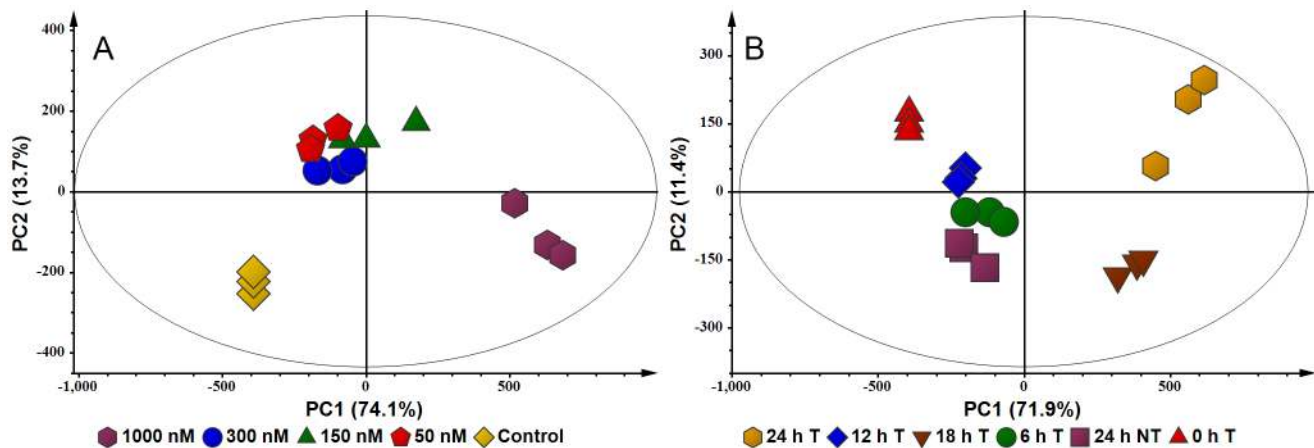 A
400
200
0
-200
-400
PC2 (13.7%)
-1,000
-500
0
500
PC1 (74.1%)
1000 nM 300 nM 150 nM 50 nM Control
B
300
150
0
-150
-300
PC2 (11.4%)
-1,000
-500
0
500
PC1 (71.9%)
24 h T 12 h T 18 h T 6 h T 24 h NT 0 h T